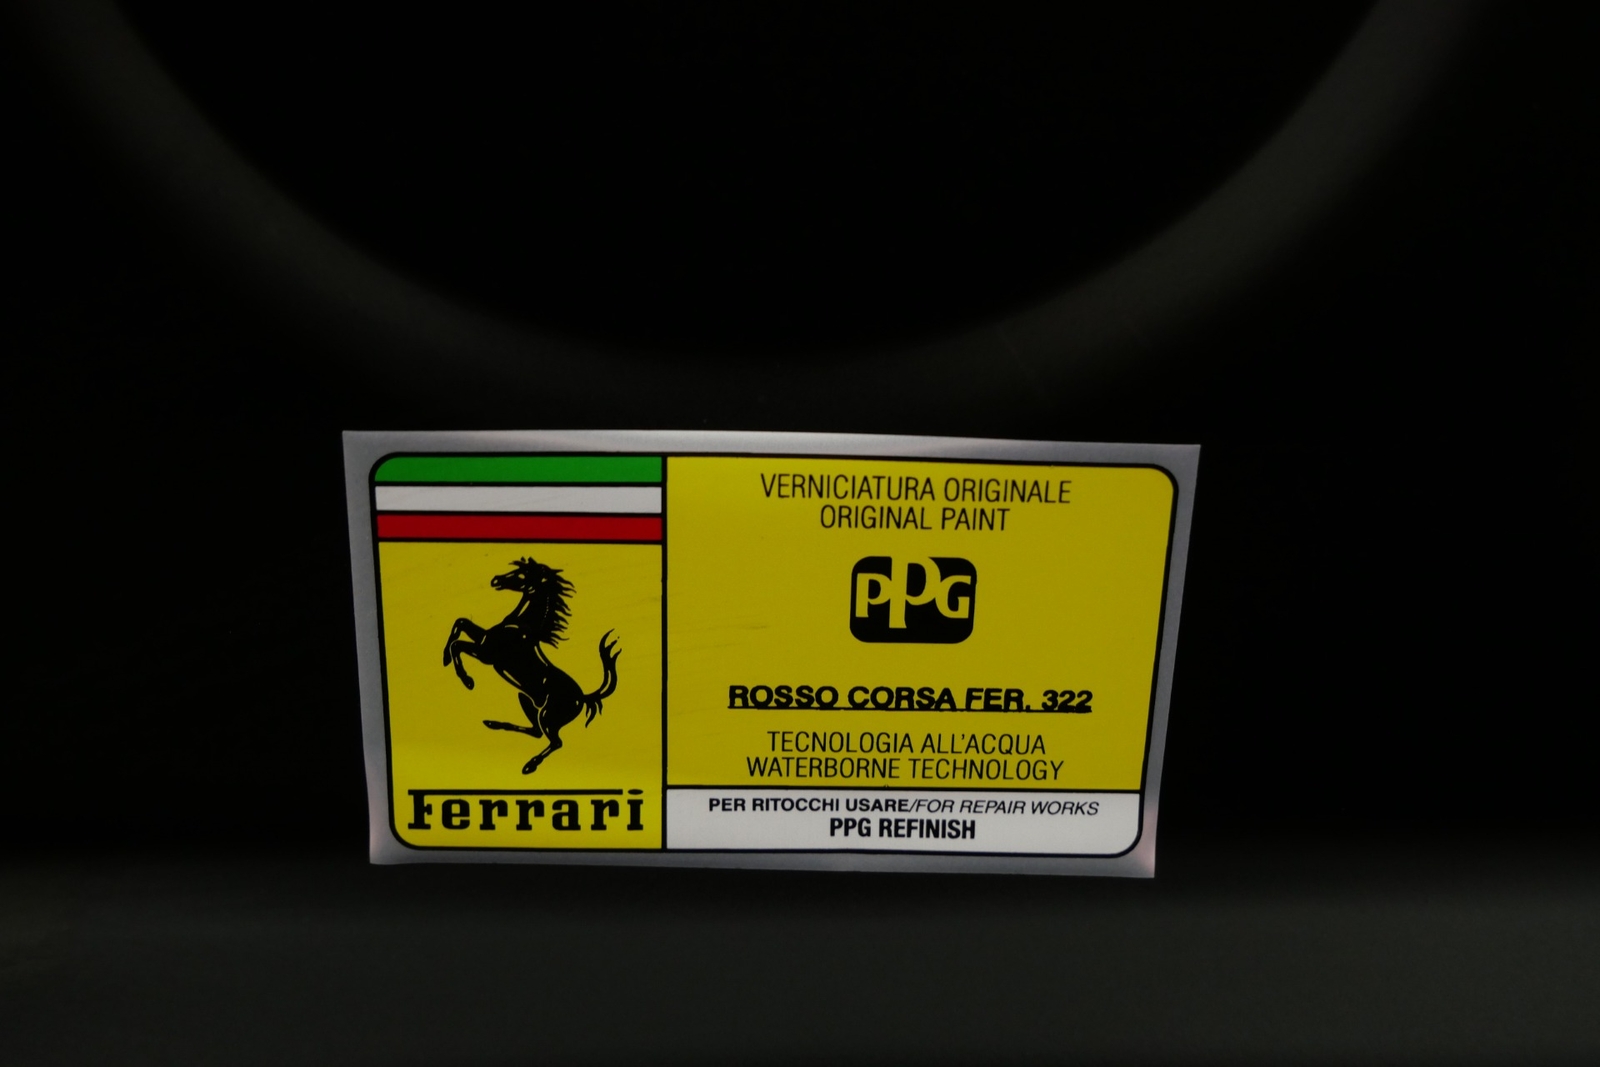 VERNICIATURA ORIGINALE
ORIGINAL PAINT
PPG
ROSSO CORSA FER. 322
TECNOLOGIA ALL'ACQUA
WATERBORNE TECHNOLOGY
Ferrari
PER RITOCCHI USARE/FOR REPAIR WORKS
PPG REFINISH